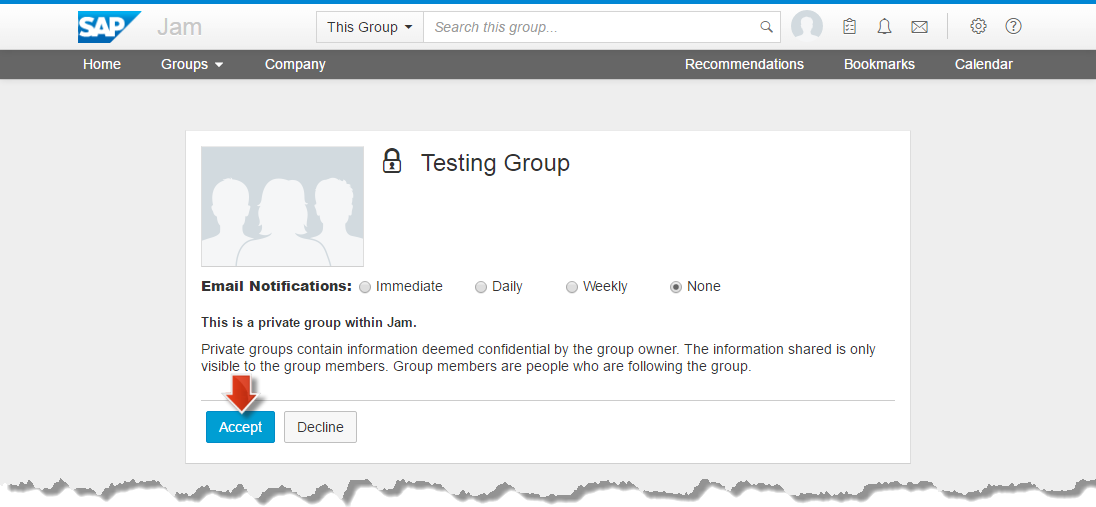 SAP Jam This Group Search this group... ?
Home Groups Company Recommendations Bookmarks Calendar
Testing Group
Email Notifications: Immediate Daily Weekly None
This is a private group within Jam.
Private groups contain information deemed confidential by the group owner. The information shared is only
visible to the group members. Group members are people who are following the group.
Accept Decline